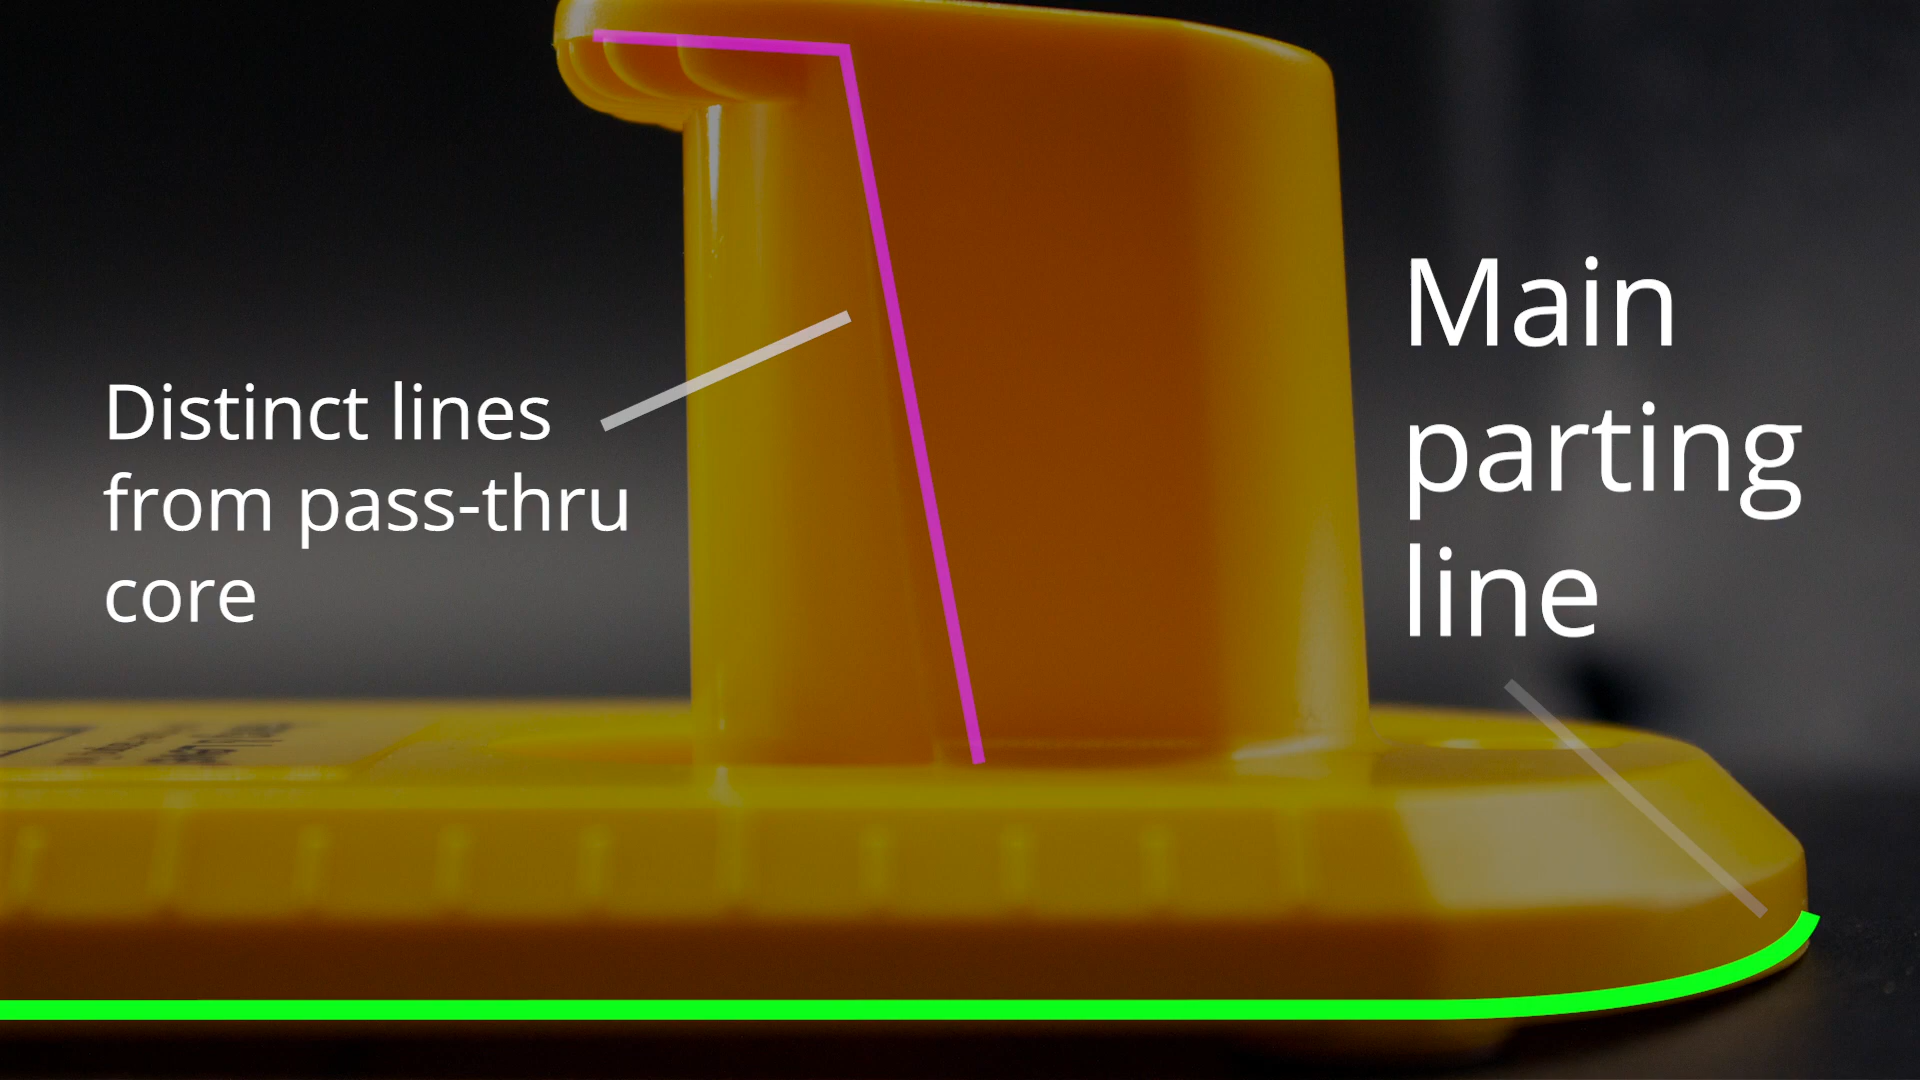 Distinct lines
from pass-thru
core
Main
parting
line